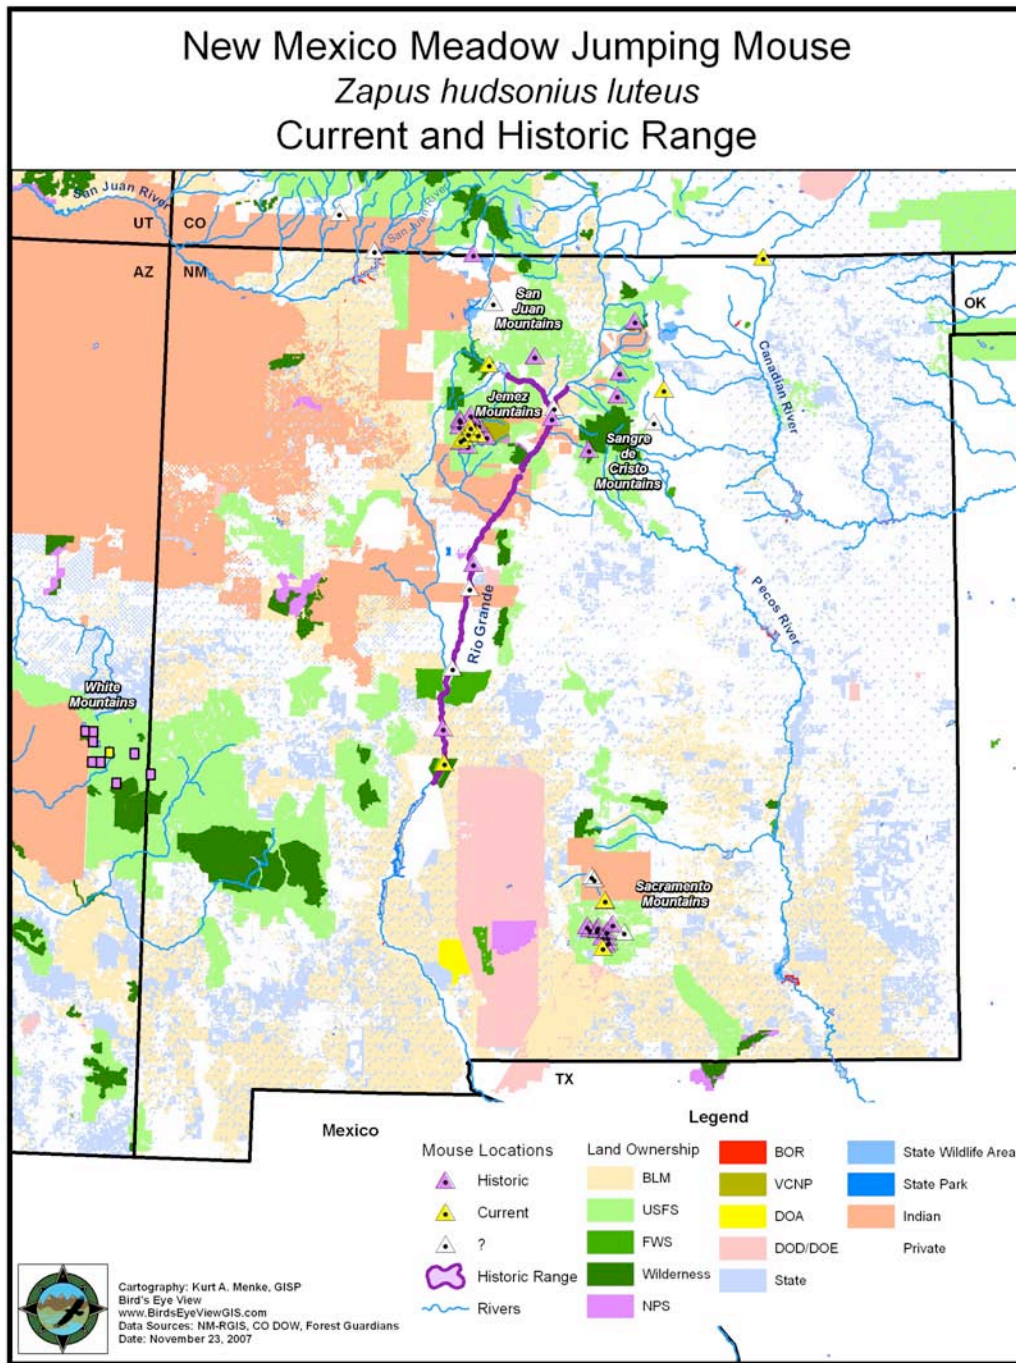 New Mexico Meadow Jumping Mouse
Zapus hudsonius luteus
Current and Historic Range
San Juan River
San Juan River
UT
CO
AZ
NM
OK
San
Juan
Mountains
Canadian River
Jemez
Mountains
Sangre
de
Cristo
Mountains
Rio Grande
Pecos River
White
Mountains
Sacramento
Mountains
TX
Mexico
Legend
Mouse Locations
Historic
Current
?
Historic Range
Rivers
Land Ownership
BLM
USFS
FWS
Wilderness
NPS
BOR
VCNP
DOA
DOD/DOE
State
State Wildlife Area
State Park
Indian
Private
Cartography: Kurt A. Menke, GISP
Bird's Eye View
www.BirdsEyeViewGIS.com
Data Sources: NM-RGIS, CO DOW, Forest Guardians
Date: November 23, 2007